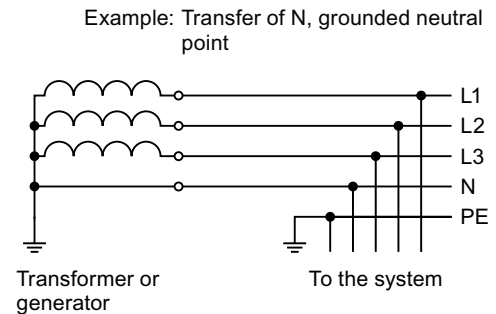 Example: Transfer of N, grounded neutral
point
L1
L2
L3
N
PE
Transformer or
generator
To the system